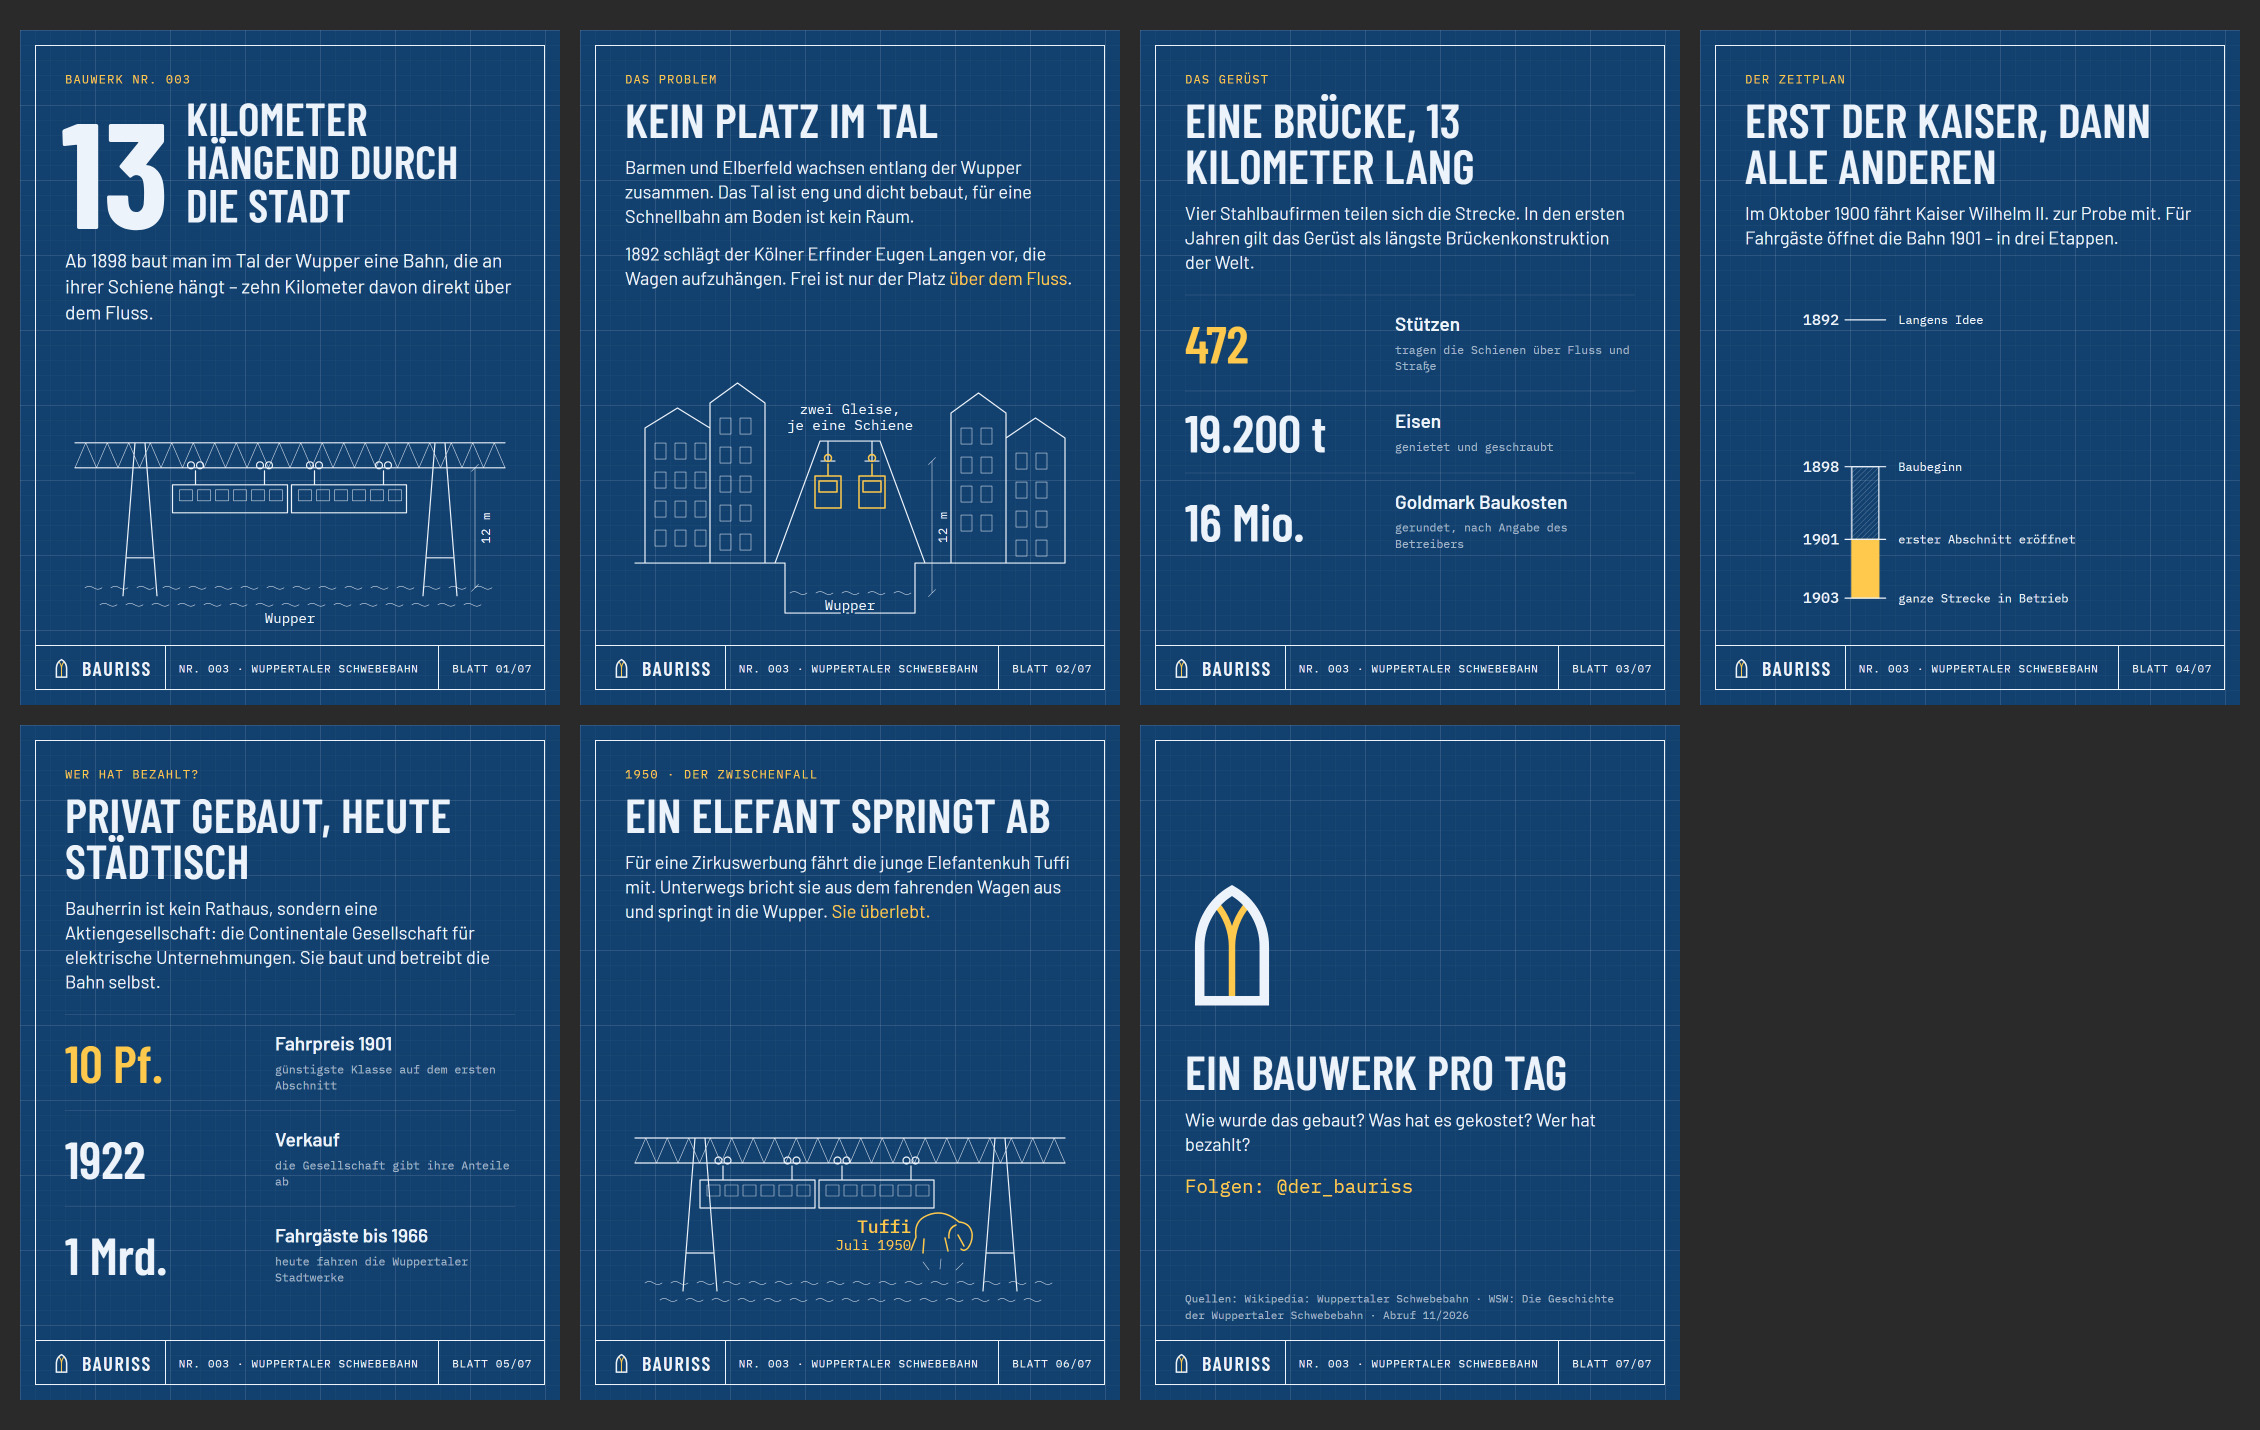 BAUWERK NR. 003
13
KILOMETER
HÄNGEND DURCH
DIE STADT
Ab 1898 baut man im Tal der Wupper eine Bahn, die an
ihrer Schiene hängt – zehn Kilometer davon direkt über
dem Fluss.
12 m
Wupper
BAURISS
NR. 003 · WUPPERTALER SCHWEBEBAHN
BLATT 01/07
DAS PROBLEM
KEIN PLATZ IM TAL
Barmen und Elberfeld wachsen entlang der Wupper
zusammen. Das Tal ist eng und dicht bebaut, für eine
Schnellbahn am Boden ist kein Raum.
1892 schlägt der Kölner Erfinder Eugen Langen vor, die
Wagen aufzuhängen. Frei ist nur der Platz über dem Fluss.
zwei Gleise,
je eine Schiene
12 m
Wupper
BAURISS
NR. 003 · WUPPERTALER SCHWEBEBAHN
BLATT 02/07
DAS GERÜST
EINE BRÜCKE, 13
KILOMETER LANG
Vier Stahlbaufirmen teilen sich die Strecke. In den ersten
Jahren gilt das Gerüst als längste Brückenkonstruktion
der Welt.
472
Stützen
tragen die Schienen über Fluss und
Straße
19.200 t
Eisen
genietet und geschraubt
16 Mio.
Goldmark Baukosten
gerundet, nach Angabe des
Betreibers
BAURISS
NR. 003 · WUPPERTALER SCHWEBEBAHN
BLATT 03/07
DER ZEITPLAN
ERST DER KAISER, DANN
ALLE ANDEREN
Im Oktober 1900 fährt Kaiser Wilhelm II. zur Probe mit. Für
Fahrgäste öffnet die Bahn 1901 – in drei Etappen.
1892 Langens Idee
1898 Baubeginn
1901 erster Abschnitt eröffnet
1903 ganze Strecke in Betrieb
BAURISS
NR. 003 · WUPPERTALER SCHWEBEBAHN
BLATT 04/07
WER HAT BEZAHLT?
PRIVAT GEBAUT, HEUTE
STÄDTISCH
Bauherrin ist kein Rathaus, sondern eine
Aktiengesellschaft: die Continentale Gesellschaft für
elektrische Unternehmungen. Sie baut und betreibt die
Bahn selbst.
10 Pf.
Fahrpreis 1901
günstigste Klasse auf dem ersten
Abschnitt
1922
Verkauf
die Gesellschaft gibt ihre Anteile
ab
1 Mrd.
Fahrgäste bis 1966
heute fahren die Wuppertaler
Stadtwerke
BAURISS
NR. 003 · WUPPERTALER SCHWEBEBAHN
BLATT 05/07
1950 · DER ZWISCHENFALL
EIN ELEFANT SPRINGT AB
Für eine Zirkuswerbung fährt die junge Elefantenkuh Tuffi
mit. Unterwegs bricht sie aus dem fahrenden Wagen aus
und springt in die Wupper. Sie überlebt.
Tuffi
Juli 1950
BAURISS
NR. 003 · WUPPERTALER SCHWEBEBAHN
BLATT 06/07
EIN BAUWERK PRO TAG
Wie wurde das gebaut? Was hat es gekostet? Wer hat
bezahlt?
Folgen: @der_bauriss
Quellen: Wikipedia: Wuppertaler Schwebebahn · WSW: Die Geschichte
der Wuppertaler Schwebebahn · Abruf 11/2026
BAURISS
NR. 003 · WUPPERTALER SCHWEBEBAHN
BLATT 07/07